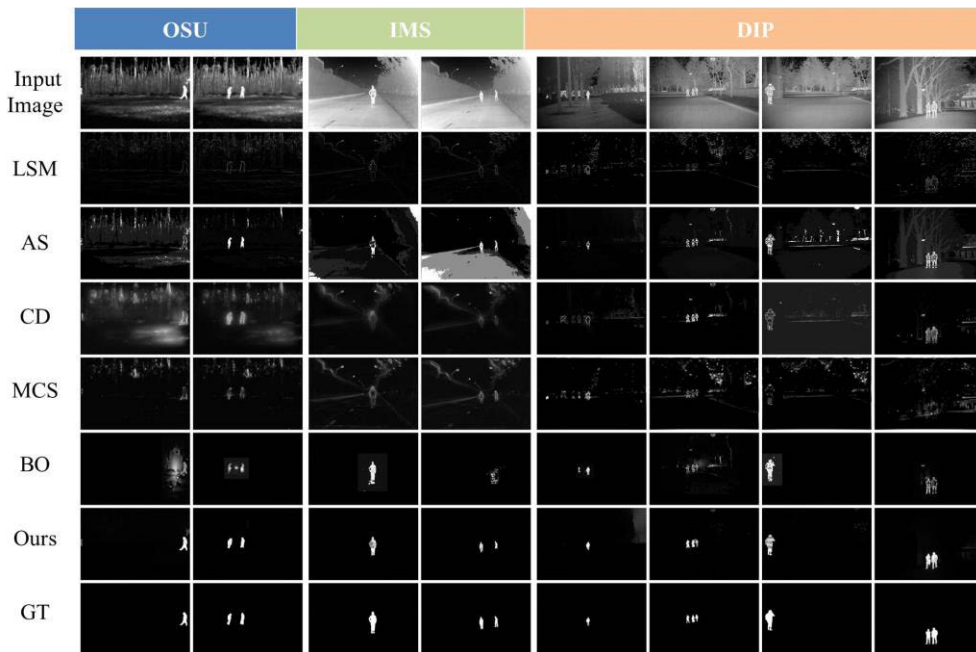 OSU IMS DIP
Input
Image
LSM
AS
CD
MCS
BO
Ours
GT